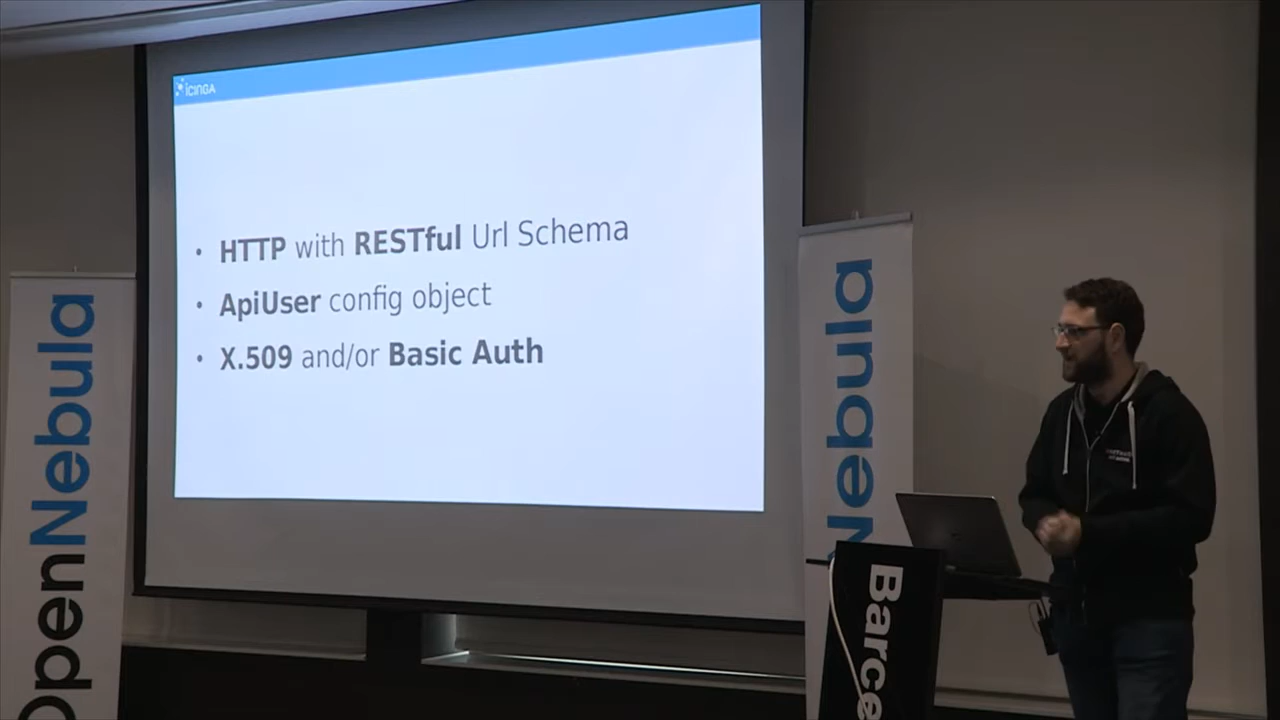 icinga
• HTTP with RESTful Url Schema
• ApiUser config object
• X.509 and/or Basic Auth
OpenNebula
Nebula
Barce